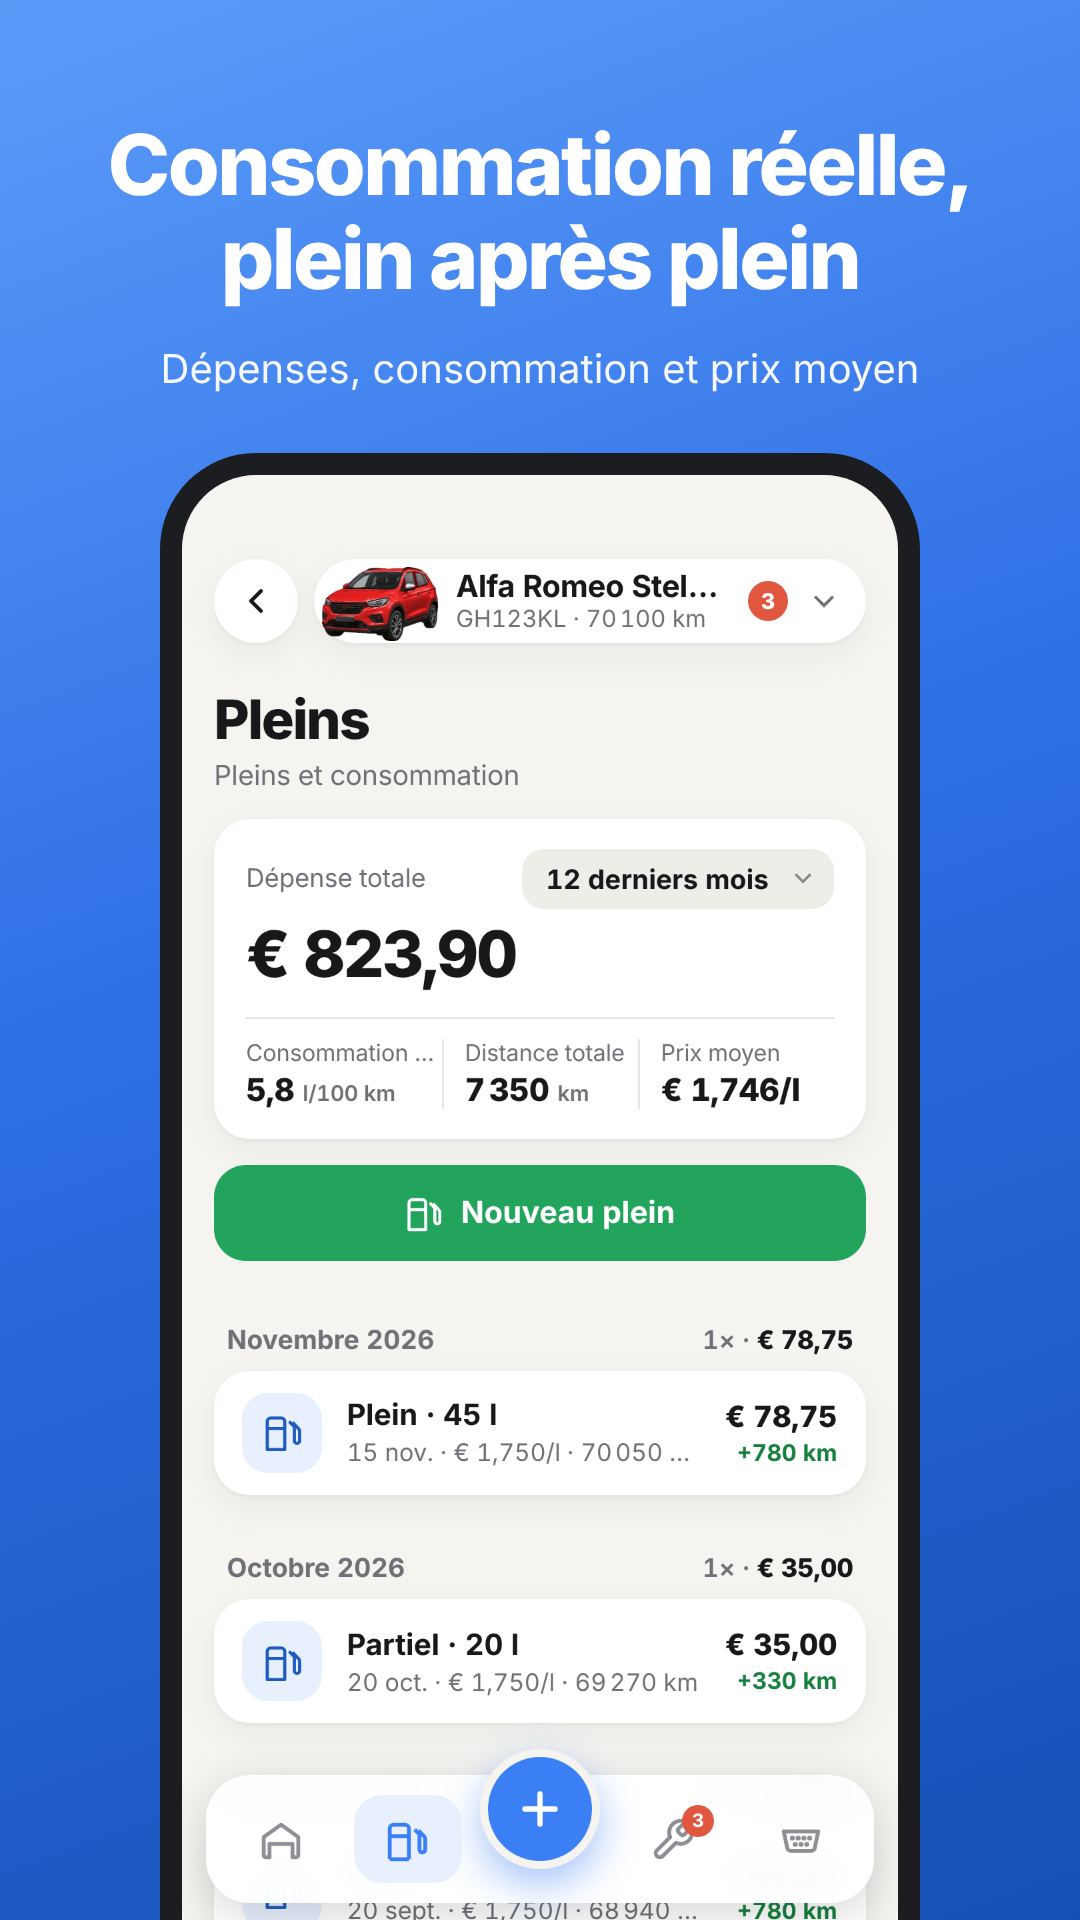 Consommation réelle,
plein après plein
Dépenses, consommation et prix moyen
Alfa Romeo Stel...
3
GH123KL · 70 100 km
Pleins
Pleins et consommation
Dépense totale
12 derniers mois
€ 823,90
Consommation ...
Distance totale
Prix moyen
5,8 l/100 km
7 350 km
€ 1,746/l
Nouveau plein
Novembre 2026
1× · € 78,75
Plein · 45 l
€ 78,75
15 nov. · € 1,750/l · 70 050 ...
+780 km
Octobre 2026
1× · € 35,00
Partiel · 20 l
€ 35,00
20 oct. · € 1,750/l · 69 270 km
+330 km
3
20 sept. · € 1,750/l · 68 940 ...
+780 km